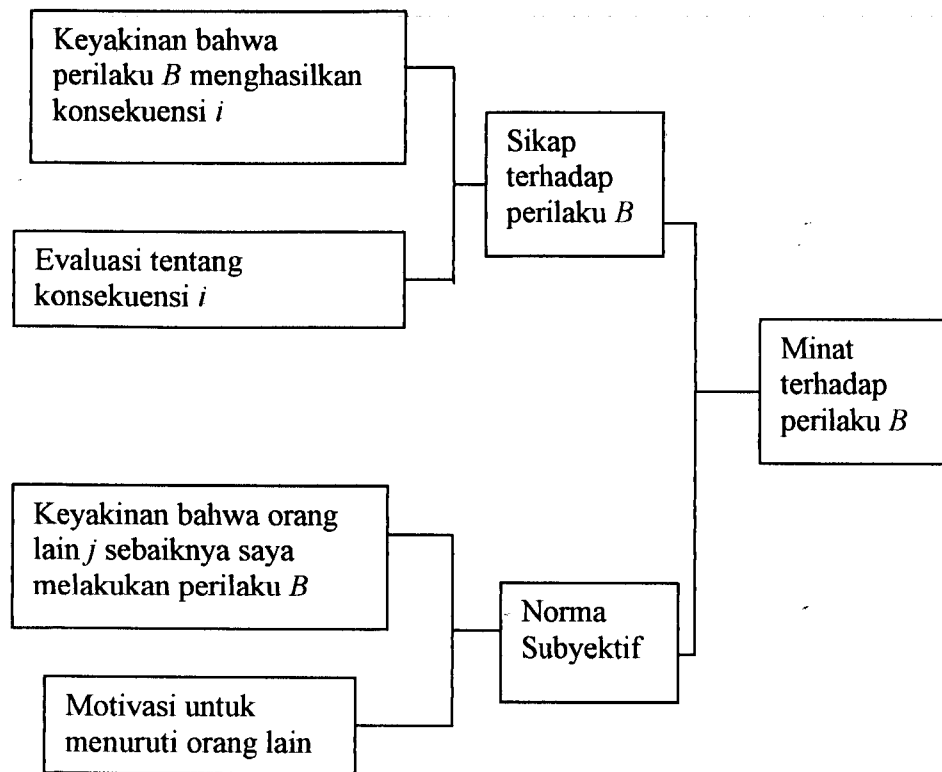 Keyakinan bahwa
perilaku B menghasilkan
konsekuensi i
Evaluasi tentang
konsekuensi i
Sikap
terhadap
perilaku B
Minat
terhadap
perilaku B
Keyakinan bahwa orang
lain j sebaiknya saya
melakukan perilaku B
Motivasi untuk
menuruti orang lain
Norma
Subyektif